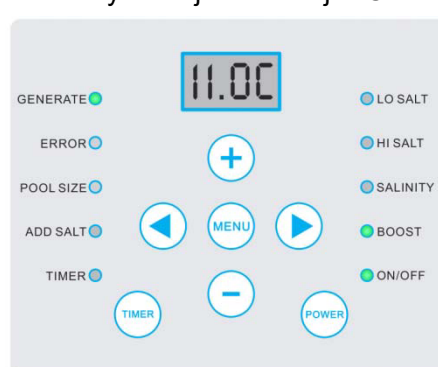 11.0C
GENERATE
LO SALT
ERROR
HI SALT
+
POOL SIZE
SALINITY
ADD SALT
MENU
BOOST
TIMER
ON/OFF
−
TIMER
POWER